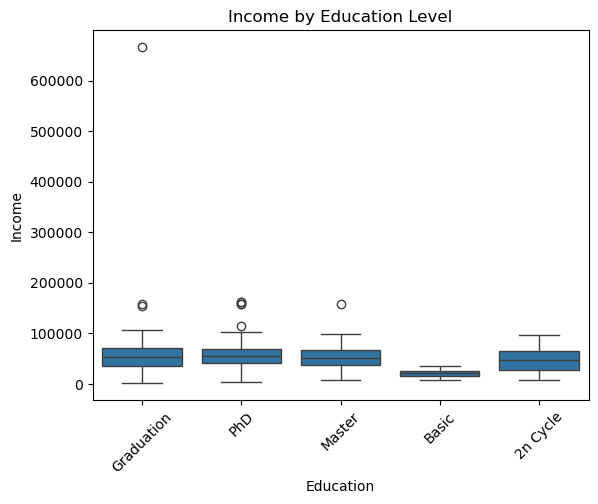 Income by Education Level
600000
500000
400000
300000
200000
100000
0
Income
Graduation
PhD
Master
Basic
2n Cycle
Education